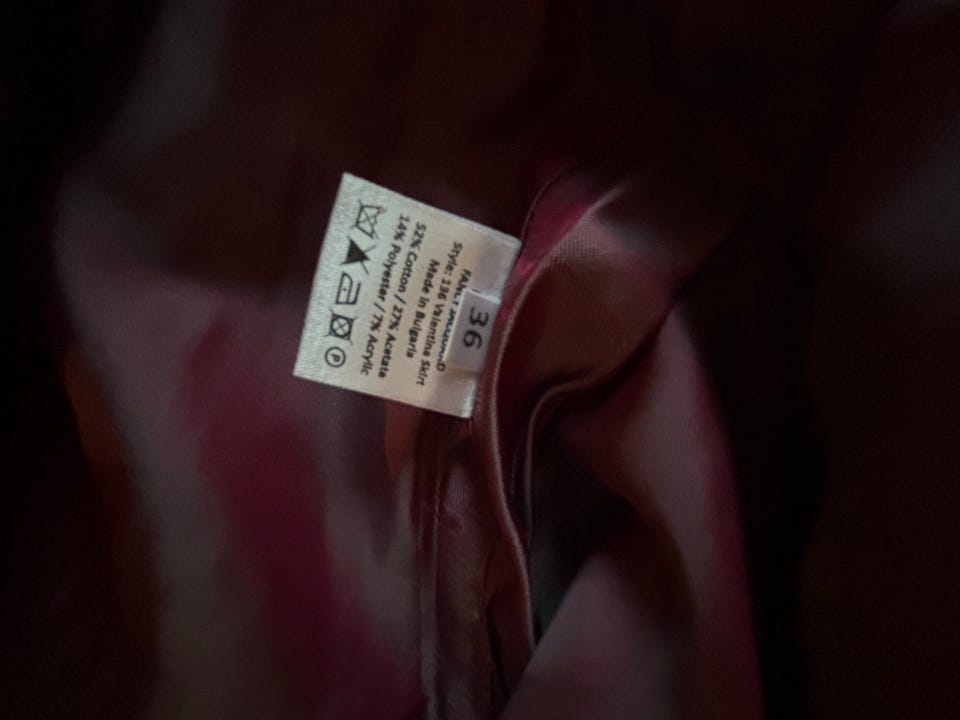 36
Style: 136 Valentina Skirt
Made in Bulgaria
52% Cotton / 27% Acetate
14% Polyester / 7% Acrylic
P